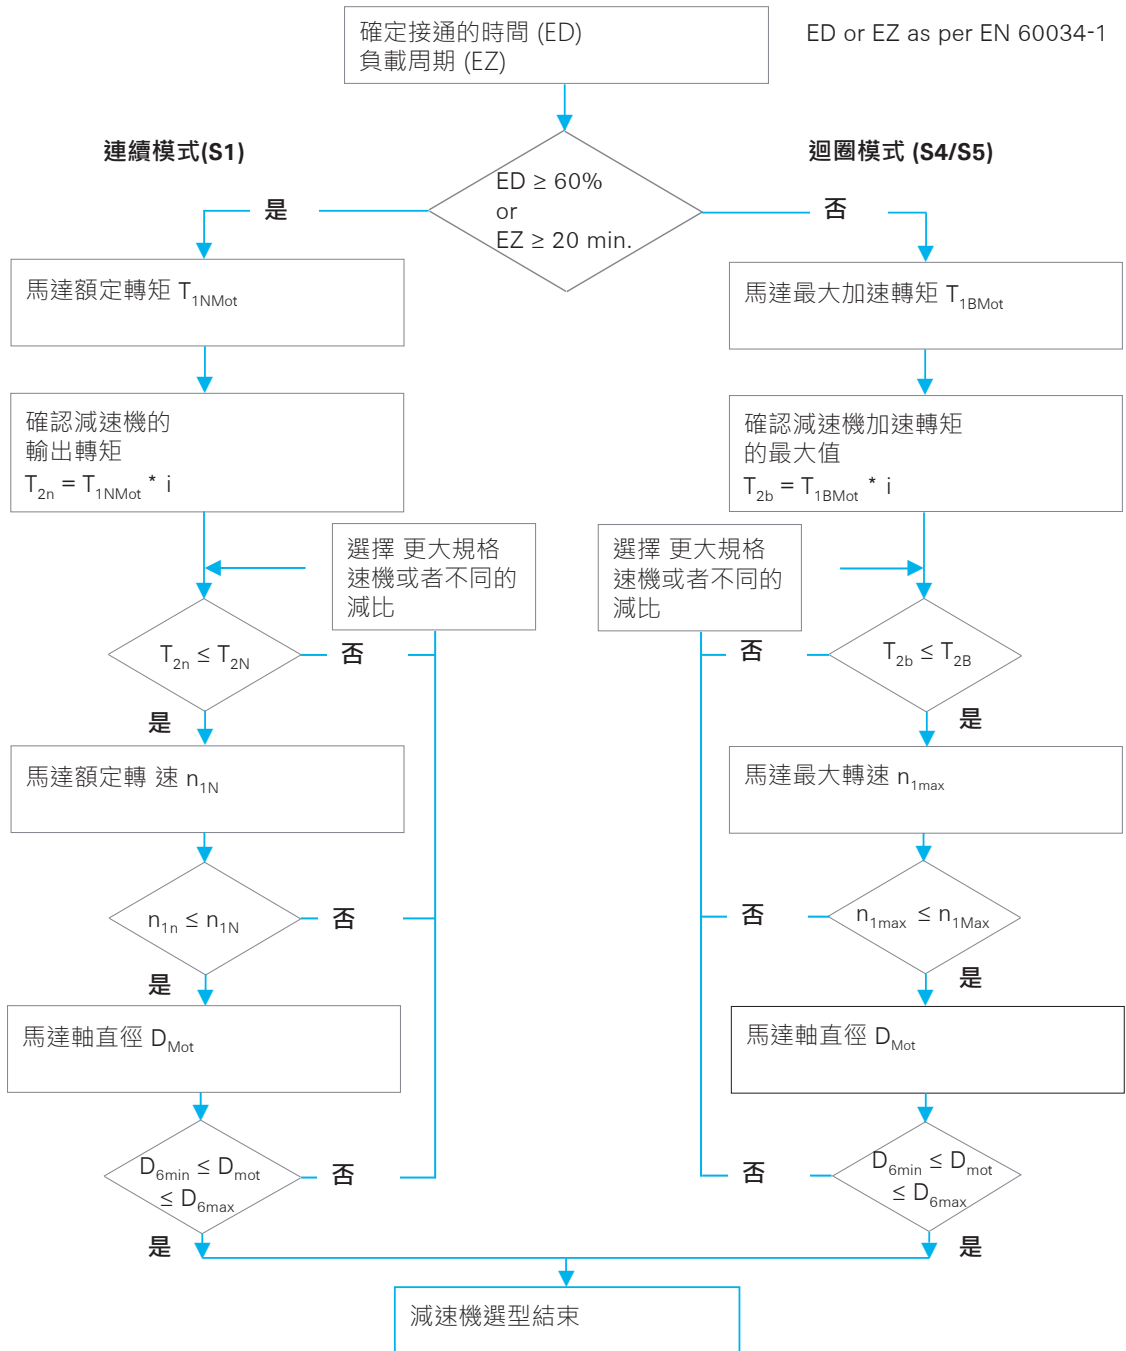 確定接通的時間 (ED)
負載周期 (EZ)
ED or EZ as per EN 60034-1
連續模式(S1)
迴圈模式 (S4/S5)
ED ≥ 60%
or
EZ ≥ 20 min.
是
否
馬達額定轉矩 T1NMot
馬達最大加速轉矩 T1BMot
確認減速機的
輸出轉矩
T2n = T1NMot * i
確認減速機加速轉矩
的最大值
T2b = T1BMot * i
選擇 更大規格
速機或者不同的
減比
選擇 更大規格
速機或者不同的
減比
T2n ≤ T2N
否
否
T2b ≤ T2B
是
是
馬達額定轉 速 n1N
馬達最大轉速 n1max
n1n ≤ n1N
否
否
n1max ≤ n1Max
是
是
馬達軸直徑 DMot
馬達軸直徑 DMot
D6min ≤ Dmot
≤ D6max
否
否
D6min ≤ Dmot
≤ D6max
是
是
減速機選型結束